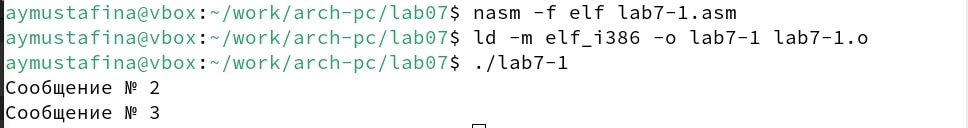 aymustafina@vbox:~/work/arch-pc/lab07$ nasm -f elf lab7-1.asm
aymustafina@vbox:~/work/arch-pc/lab07$ ld -m elf_i386 -o lab7-1 lab7-1.o
aymustafina@vbox:~/work/arch-pc/lab07$ ./lab7-1
Сообщение № 2
Сообщение № 3